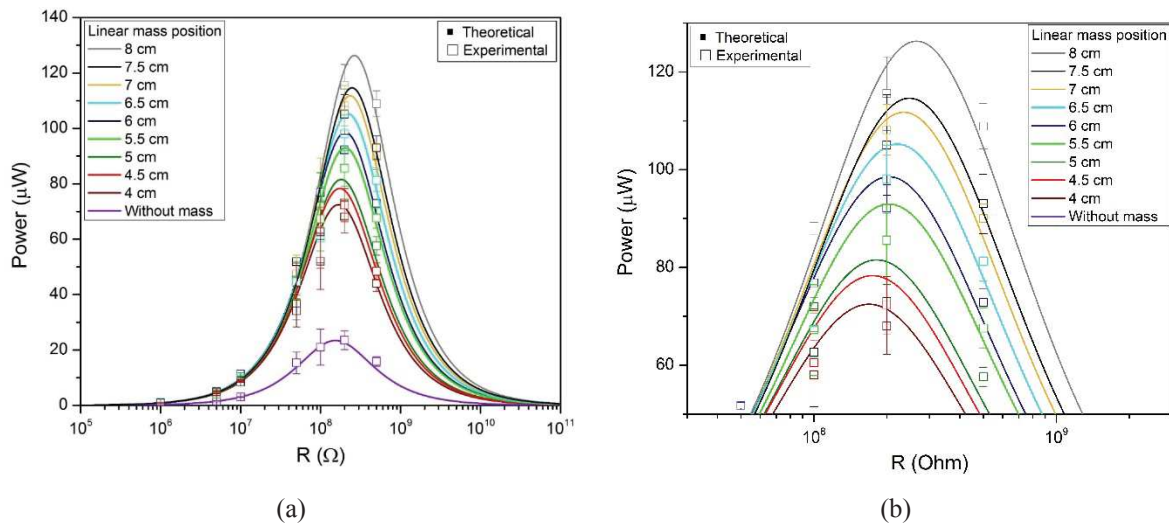 140
120
100
80
60
40
20
0
Power (μW)
Linear mass position
8 cm
7.5 cm
7 cm
6.5 cm
6 cm
5.5 cm
5 cm
4.5 cm
4 cm
Without mass
Theoretical
Experimental
10^5 10^6 10^7 10^8 10^9 10^10 10^11
R (Ω)
(a)
120
100
80
60
Power (μW)
Theoretical
Experimental
Linear mass position
8 cm
7.5 cm
7 cm
6.5 cm
6 cm
5.5 cm
5 cm
4.5 cm
4 cm
Without mass
10^8 10^9
R (Ohm)
(b)